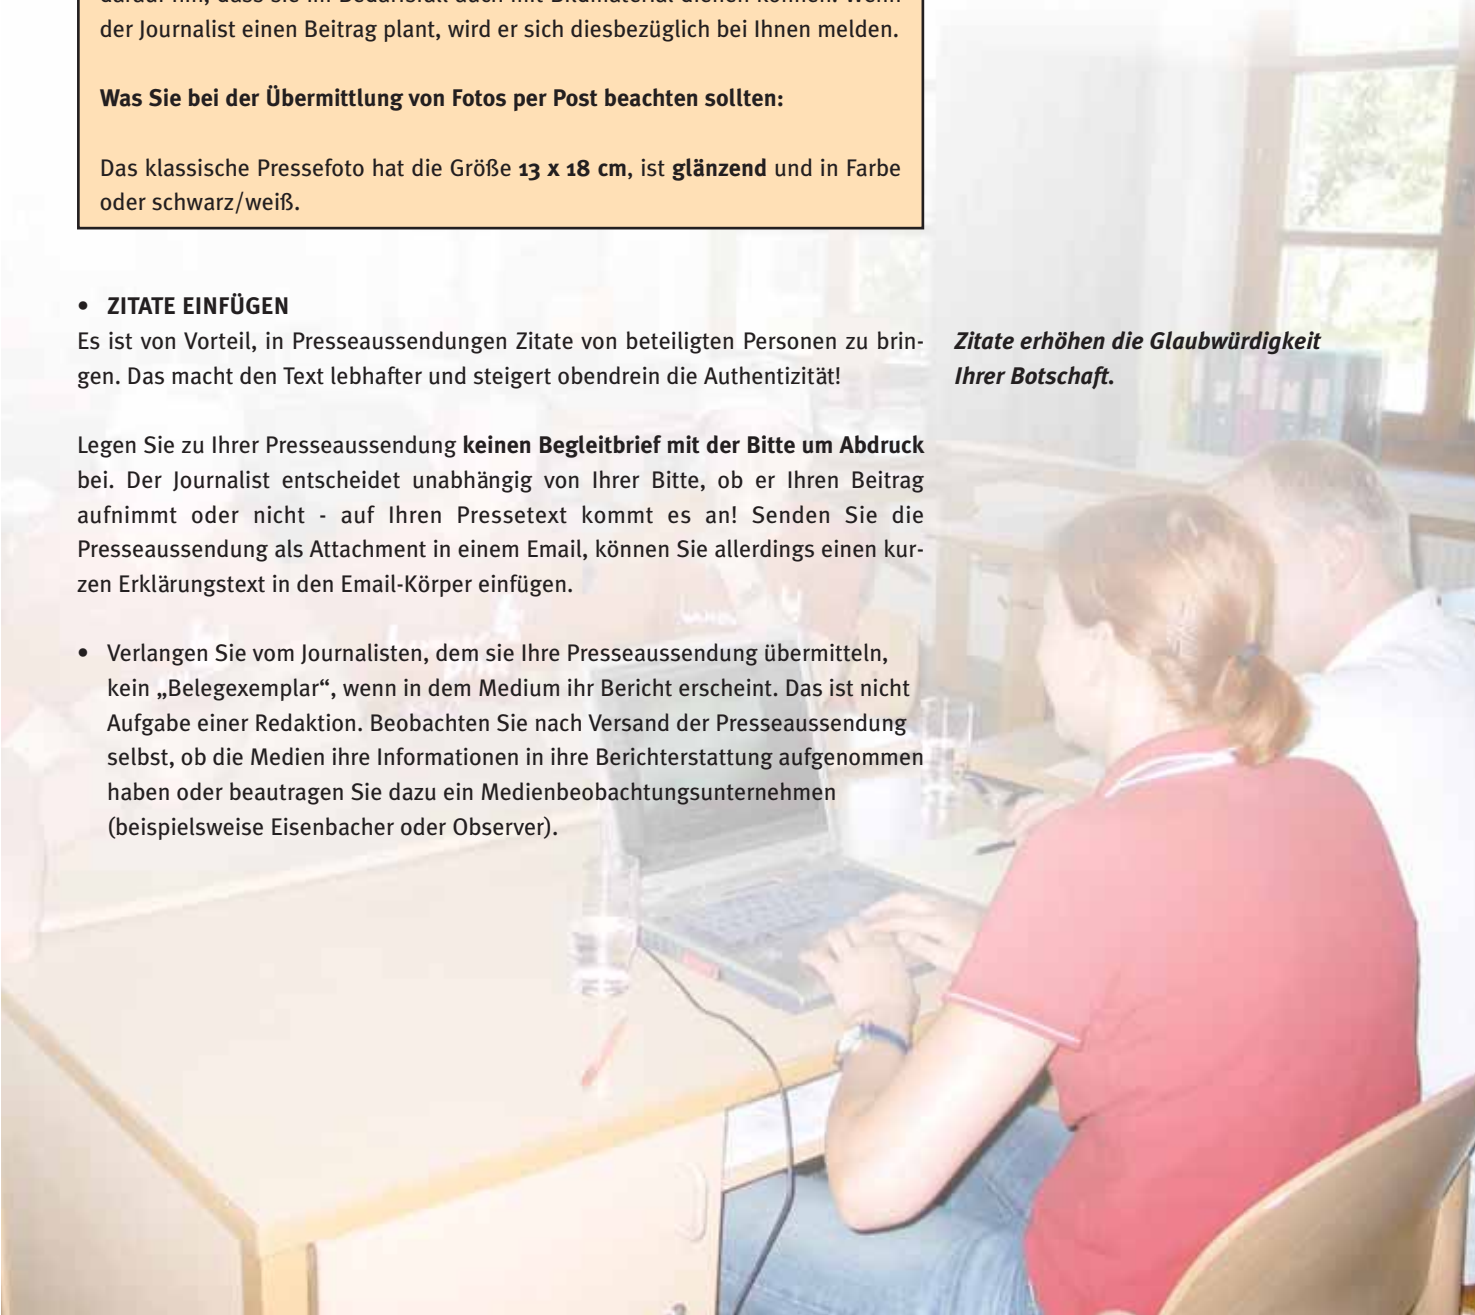 der Journalist einen Beitrag plant, wird er sich diesbezüglich bei Ihnen melden.
Was Sie bei der Übermittlung von Fotos per Post beachten sollten:
Das klassische Pressefoto hat die Größe 13 x 18 cm, ist glänzend und in Farbe
oder schwarz/weiß.
• ZITATE EINFÜGEN
Es ist von Vorteil, in Presseaussendungen Zitate von beteiligten Personen zu brin-
gen. Das macht den Text lebhafter und steigert obendrein die Authentizität!
Zitate erhöhen die Glaubwürdigkeit
Ihrer Botschaft.
Legen Sie zu Ihrer Presseaussendung keinen Begleitbrief mit der Bitte um Abdruck
bei. Der Journalist entscheidet unabhängig von Ihrer Bitte, ob er Ihren Beitrag
aufnimmt oder nicht - auf Ihren Pressetext kommt es an! Senden Sie die
Presseaussendung als Attachment in einem Email, können Sie allerdings einen kur-
zen Erklärungstext in den Email-Körper einfügen.
• Verlangen Sie vom Journalisten, dem sie Ihre Presseaussendung übermitteln,
kein „Belegexemplar“, wenn in dem Medium ihr Bericht erscheint. Das ist nicht
Aufgabe einer Redaktion. Beobachten Sie nach Versand der Presseaussendung
selbst, ob die Medien ihre Informationen in ihre Berichterstattung aufgenommen
haben oder beautragen Sie dazu ein Medienbeobachtungsunternehmen
(beispielsweise Eisenbacher oder Observer).